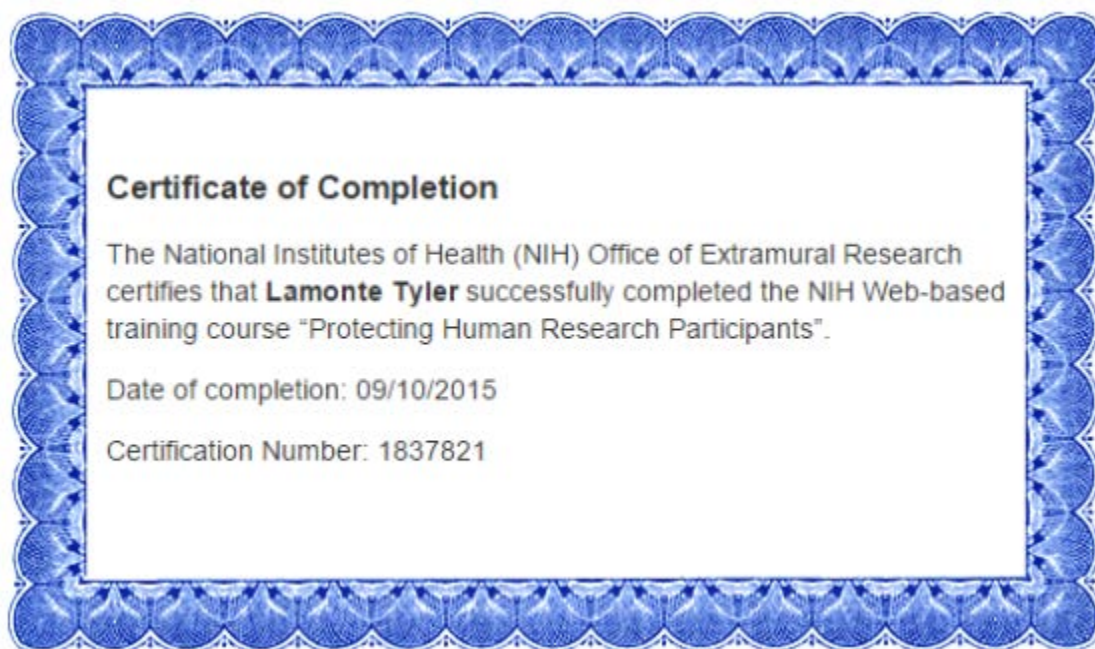 Certificate of Completion
The National Institutes of Health (NIH) Office of Extramural Research
certifies that Lamonte Tyler successfully completed the NIH Web-based
training course “Protecting Human Research Participants”.
Date of completion: 09/10/2015
Certification Number: 1837821